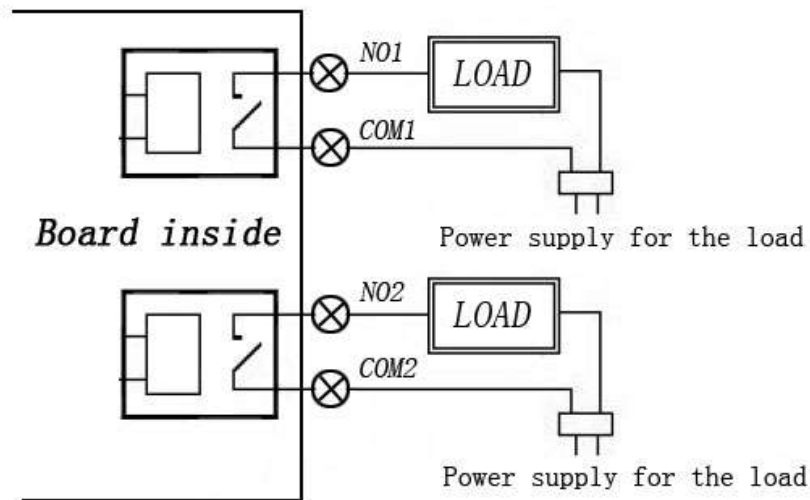 NO1
LOAD
COM1
Board inside
Power supply for the load
NO2
LOAD
COM2
Power supply for the load